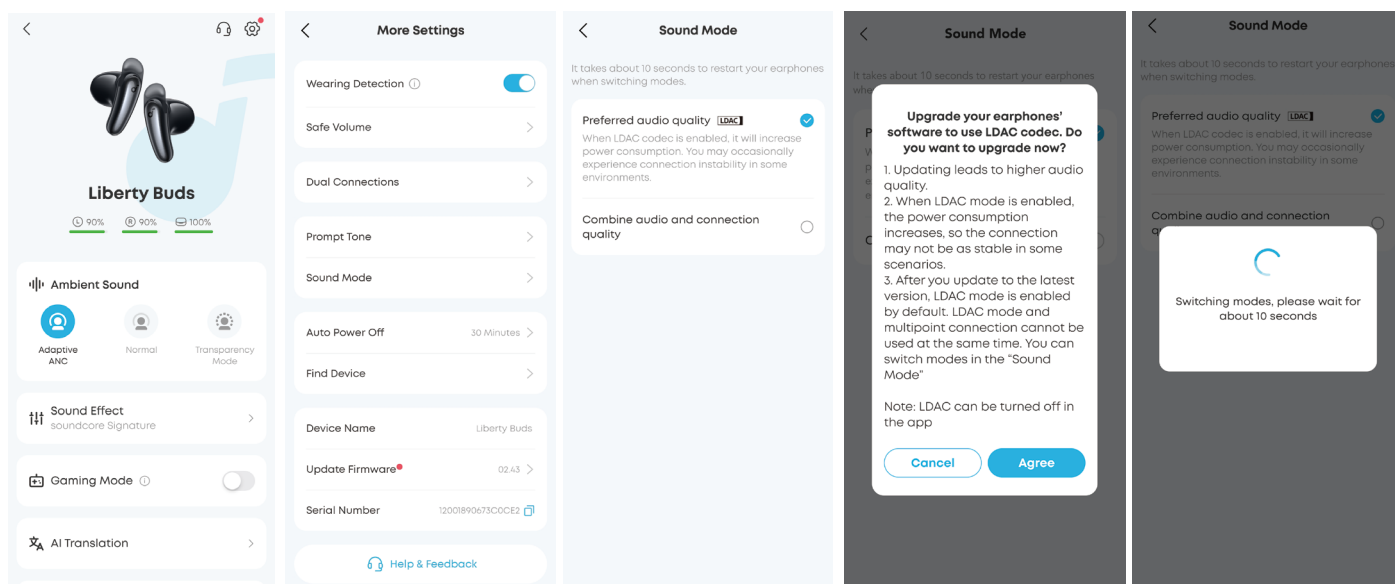 Liberty Buds
L 90%
R 90%
100%
Ambient Sound
Adaptive
ANC
Normal
Transparency
Mode
Sound Effect
soundcore Signature
Gaming Mode
AI Translation
More Settings
Wearing Detection
Safe Volume
Dual Connections
Prompt Tone
Sound Mode
Auto Power Off
30 Minutes
Find Device
Device Name
Liberty Buds
Update Firmware
02.43
Serial Number
12001890673C0CE2
Help & Feedback
Sound Mode
It takes about 10 seconds to restart your earphones
when switching modes.
Preferred audio quality LDAC
When LDAC codec is enabled, it will increase
power consumption. You may occasionally
experience connection instability in some
environments.
Combine audio and connection
quality
Sound Mode
It takes about 10 seconds to restart your earphones
Upgrade your earphones'
software to use LDAC codec. Do
you want to upgrade now?
1. Updating leads to higher audio
quality.
2. When LDAC mode is enabled,
the power consumption
increases, so the connection
may not be as stable in some
scenarios.
3. After you update to the latest
version, LDAC mode is enabled
by default. LDAC mode and
multipoint connection cannot be
used at the same time. You can
switch modes in the “Sound
Mode”
Note: LDAC can be turned off in
the app
Cancel
Agree
Sound Mode
It takes about 10 seconds to restart your earphones
when switching modes.
Preferred audio quality LDAC
When LDAC codec is enabled, it will increase
power consumption. You may occasionally
experience connection instability in some
environments.
Combine audio and connection
Switching modes, please wait for
about 10 seconds